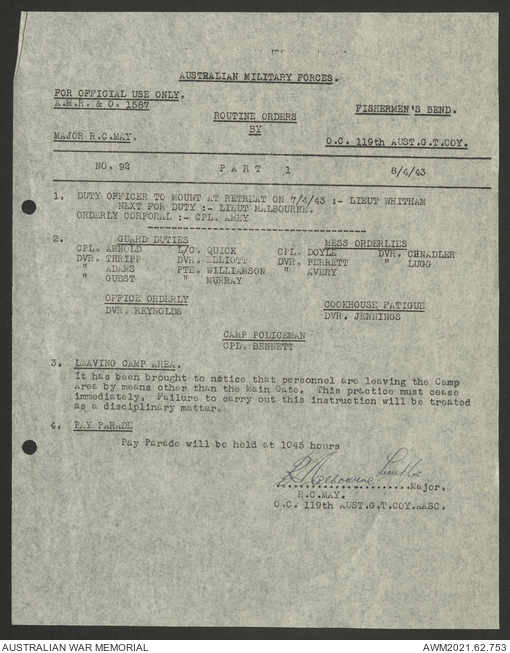 AUSTRALIAN MILITARY FORCES.
FOR OFFICIAL USE ONLY.
A.M.R. & O. 1587
FISHERMEN'S BEND.
ROUTINE ORDERS
BY
MAJOR R.C.MAY.
O.C. 119th AUST.G.T.COY.
NO. 92 PART 1 8/4/43
1. DUTY OFFICER TO MOUNT AT RETREAT ON 7/4/43 :- LIEUT WHITHAM
NEXT FOR DUTY :- LIEUT MALBOURNE.
ORDERLY CORPORAL :- CPL. AMEY
2. GUARD DUTIES MESS ORDERLIES
CPL. ARNOLD L/C. QUICK CPL. DOYLE DVR. CHNADLER
DVR. THRIPP DVR. ELLIOTT DVR. PERRETT " LUGG
" ADAMS PTE. WILLIAMSON " AVERY
" GUEST " MURRAY
OFFICE ORDERLY COOKHOUSE FATIGUE
DVR. REYNOLDS DVR. JENNINGS
CAMP POLICEMAN
CPL. BENNETT
3. LEAVING CAMP AREA.
It has been brought to notice that personnel are leaving the Camp
Area by means other than the Main Gate. This practice must cease
immediately. Failure to carry out this instruction will be treated
as a disciplinary matter.
4. PAY PARADE
Pay Parade will be held at 1045 hours
Major.
R.C.MAY.
O.C. 119th AUST.G.T.COY.AASC.
AUSTRALIAN WAR MEMORIAL AWM2021.62.753